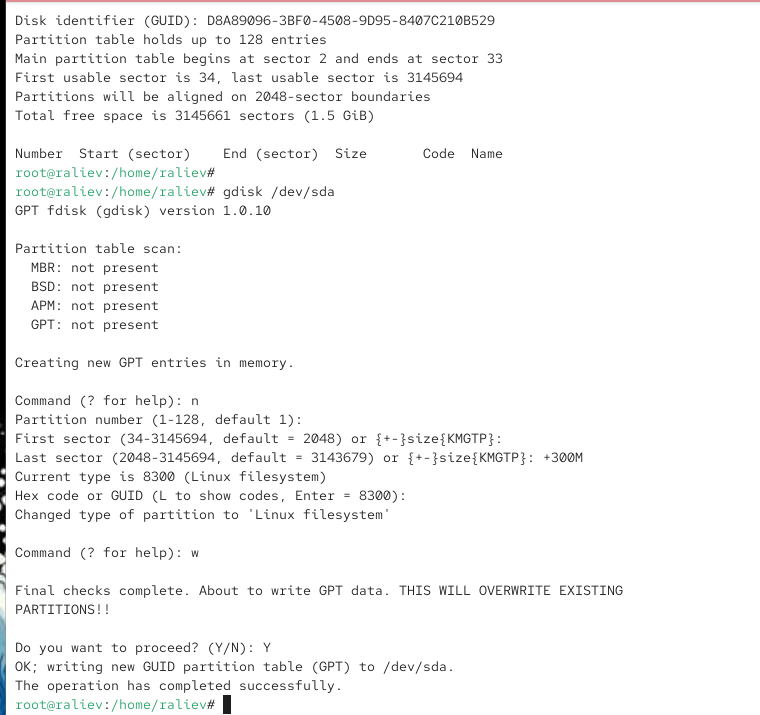 Disk identifier (GUID): D8A89096-3BF0-4508-9D95-8407C210B529
Partition table holds up to 128 entries
Main partition table begins at sector 2 and ends at sector 33
First usable sector is 34, last usable sector is 3145694
Partitions will be aligned on 2048-sector boundaries
Total free space is 3145661 sectors (1.5 GiB)

Number  Start (sector)    End (sector)  Size       Code  Name
root@raliev:/home/raliev#
root@raliev:/home/raliev# gdisk /dev/sda
GPT fdisk (gdisk) version 1.0.10

Partition table scan:
  MBR: not present
  BSD: not present
  APM: not present
  GPT: not present

Creating new GPT entries in memory.

Command (? for help): n
Partition number (1-128, default 1):
First sector (34-3145694, default = 2048) or {+-}size{KMGTP}:
Last sector (2048-3145694, default = 3143679) or {+-}size{KMGTP}: +300M
Current type is 8300 (Linux filesystem)
Hex code or GUID (L to show codes, Enter = 8300):
Changed type of partition to 'Linux filesystem'

Command (? for help): w

Final checks complete. About to write GPT data. THIS WILL OVERWRITE EXISTING
PARTITIONS!!

Do you want to proceed? (Y/N): Y
OK; writing new GUID partition table (GPT) to /dev/sda.
The operation has completed successfully.
root@raliev:/home/raliev#